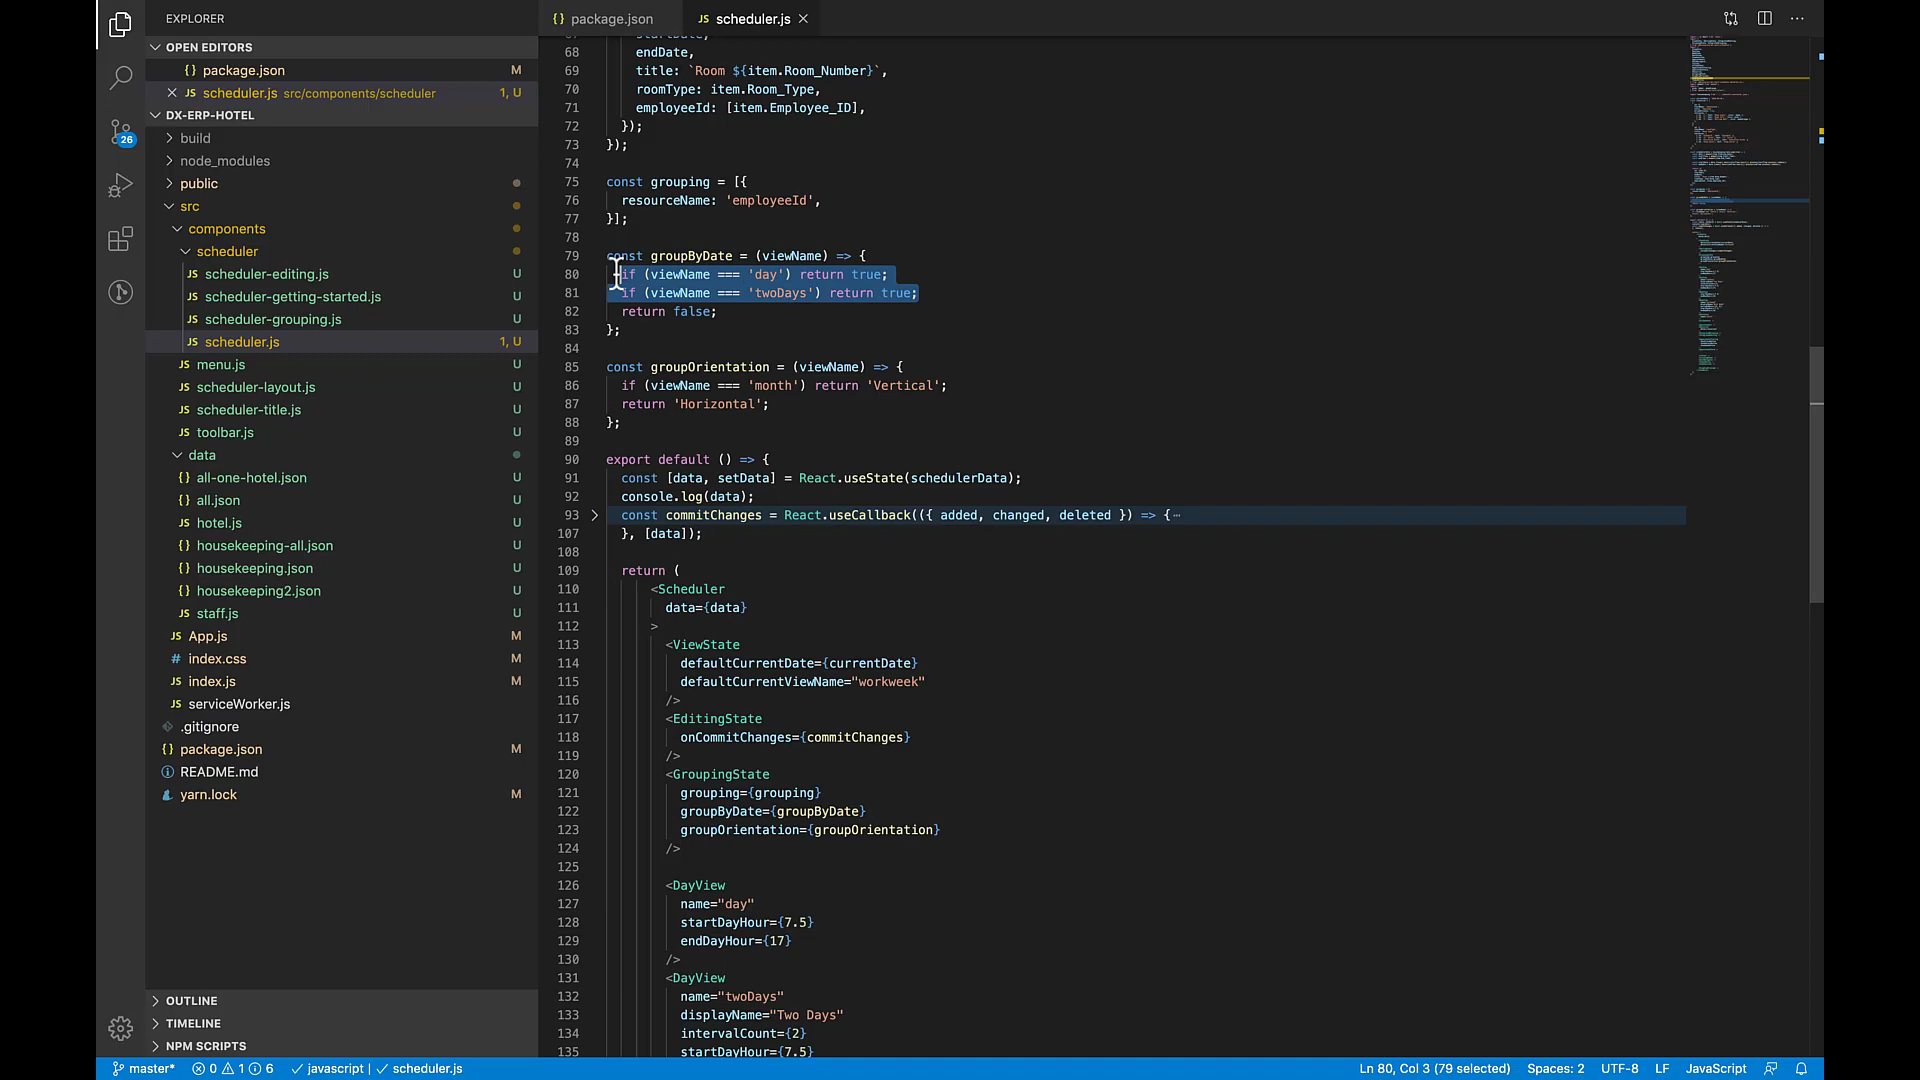 EXPLORER
OPEN EDITORS
{} package.json M
JS scheduler.js src/components/scheduler 1, U
DX-ERP-HOTEL
build
node_modules
public
src
components
scheduler
JS scheduler-editing.js U
JS scheduler-getting-started.js U
JS scheduler-grouping.js U
JS scheduler.js 1, U
JS menu.js U
JS scheduler-layout.js U
JS scheduler-title.js U
JS toolbar.js U
data
{} all-one-hotel.json U
{} all.json U
JS hotel.js U
{} housekeeping-all.json U
{} housekeeping.json U
{} housekeeping2.json U
JS staff.js U
JS App.js M
# index.css M
JS index.js M
JS serviceWorker.js
.gitignore
{} package.json M
README.md
yarn.lock M
OUTLINE
TIMELINE
NPM SCRIPTS
26
{} package.json
JS scheduler.js
67 startDate,
68 endDate,
69 title: `Room ${item.Room_Number}`,
70 roomType: item.Room_Type,
71 employeeId: [item.Employee_ID],
72 });
73 });
74
75 const grouping = [{
76 resourceName: 'employeeId',
77 }];
78
79 const groupByDate = (viewName) => {
80 if (viewName === 'day') return true;
81 if (viewName === 'twoDays') return true;
82 return false;
83 };
84
85 const groupOrientation = (viewName) => {
86 if (viewName === 'month') return 'Vertical';
87 return 'Horizontal';
88 };
89
90 export default () => {
91 const [data, setData] = React.useState(schedulerData);
92 console.log(data);
93 const commitChanges = React.useCallback(({ added, changed, deleted }) => {⋯
107 }, [data]);
108
109 return (
110 <Scheduler
111 data={data}
112 >
113 <ViewState
114 defaultCurrentDate={currentDate}
115 defaultCurrentViewName="workweek"
116 />
117 <EditingState
118 onCommitChanges={commitChanges}
119 />
120 <GroupingState
121 grouping={grouping}
122 groupByDate={groupByDate}
123 groupOrientation={groupOrientation}
124 />
125
126 <DayView
127 name="day"
128 startDayHour={7.5}
129 endDayHour={17}
130 />
131 <DayView
132 name="twoDays"
133 displayName="Two Days"
134 intervalCount={2}
135 startDayHour={7.5}
master* 0 1 6 javascript | scheduler.js
Ln 80, Col 3 (79 selected) Spaces: 2 UTF-8 LF JavaScript